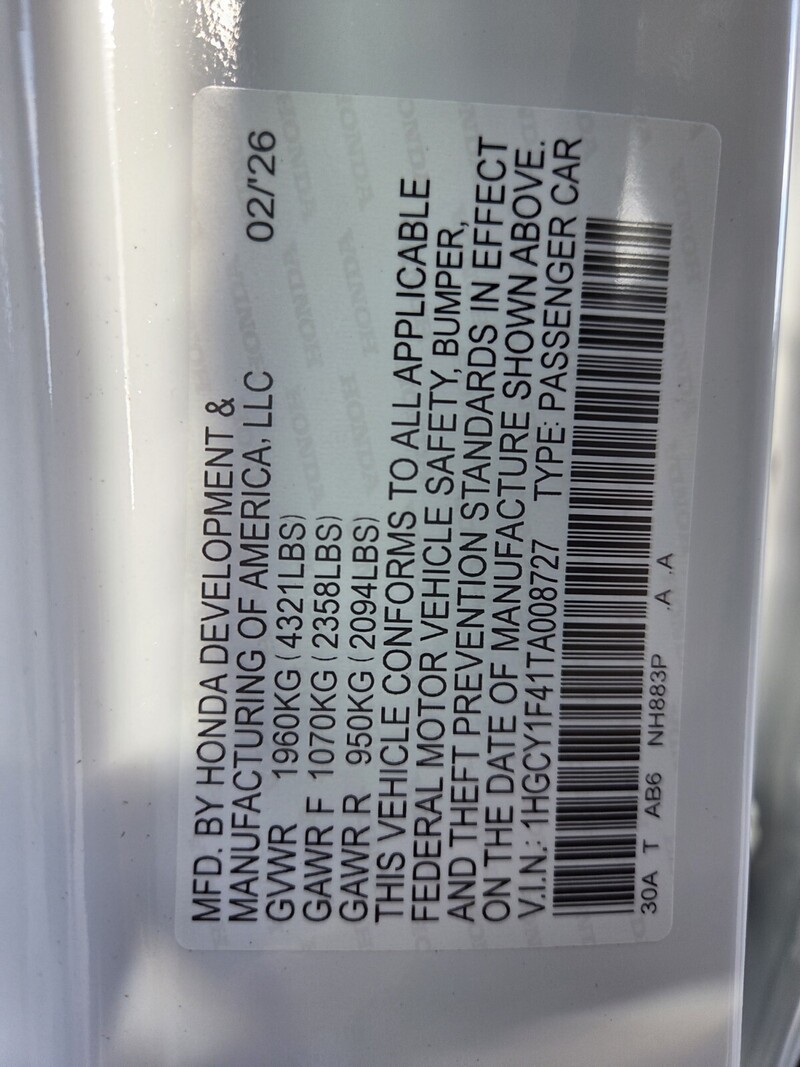 MFD. BY HONDA DEVELOPMENT &
MANUFACTURING OF AMERICA, LLC 02/'26
GVWR 1960KG (4321LBS)
GAWR F 1070KG (2358LBS)
GAWR R 950KG (2094LBS)
THIS VEHICLE CONFORMS TO ALL APPLICABLE
FEDERAL MOTOR VEHICLE SAFETY, BUMPER,
AND THEFT PREVENTION STANDARDS IN EFFECT
ON THE DATE OF MANUFACTURE SHOWN ABOVE.
V.I.N.: 1HGCY1F41TA008727 TYPE: PASSENGER CAR
30A T AB6 NH883P .A .A